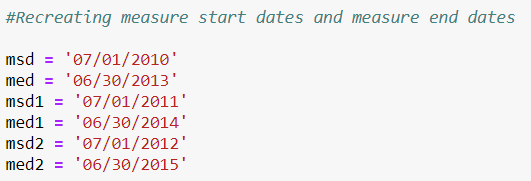 #Recreating measure start dates and measure end dates
msd = '07/01/2010'
med = '06/30/2013'
msd1 = '07/01/2011'
med1 = '06/30/2014'
msd2 = '07/01/2012'
med2 = '06/30/2015'